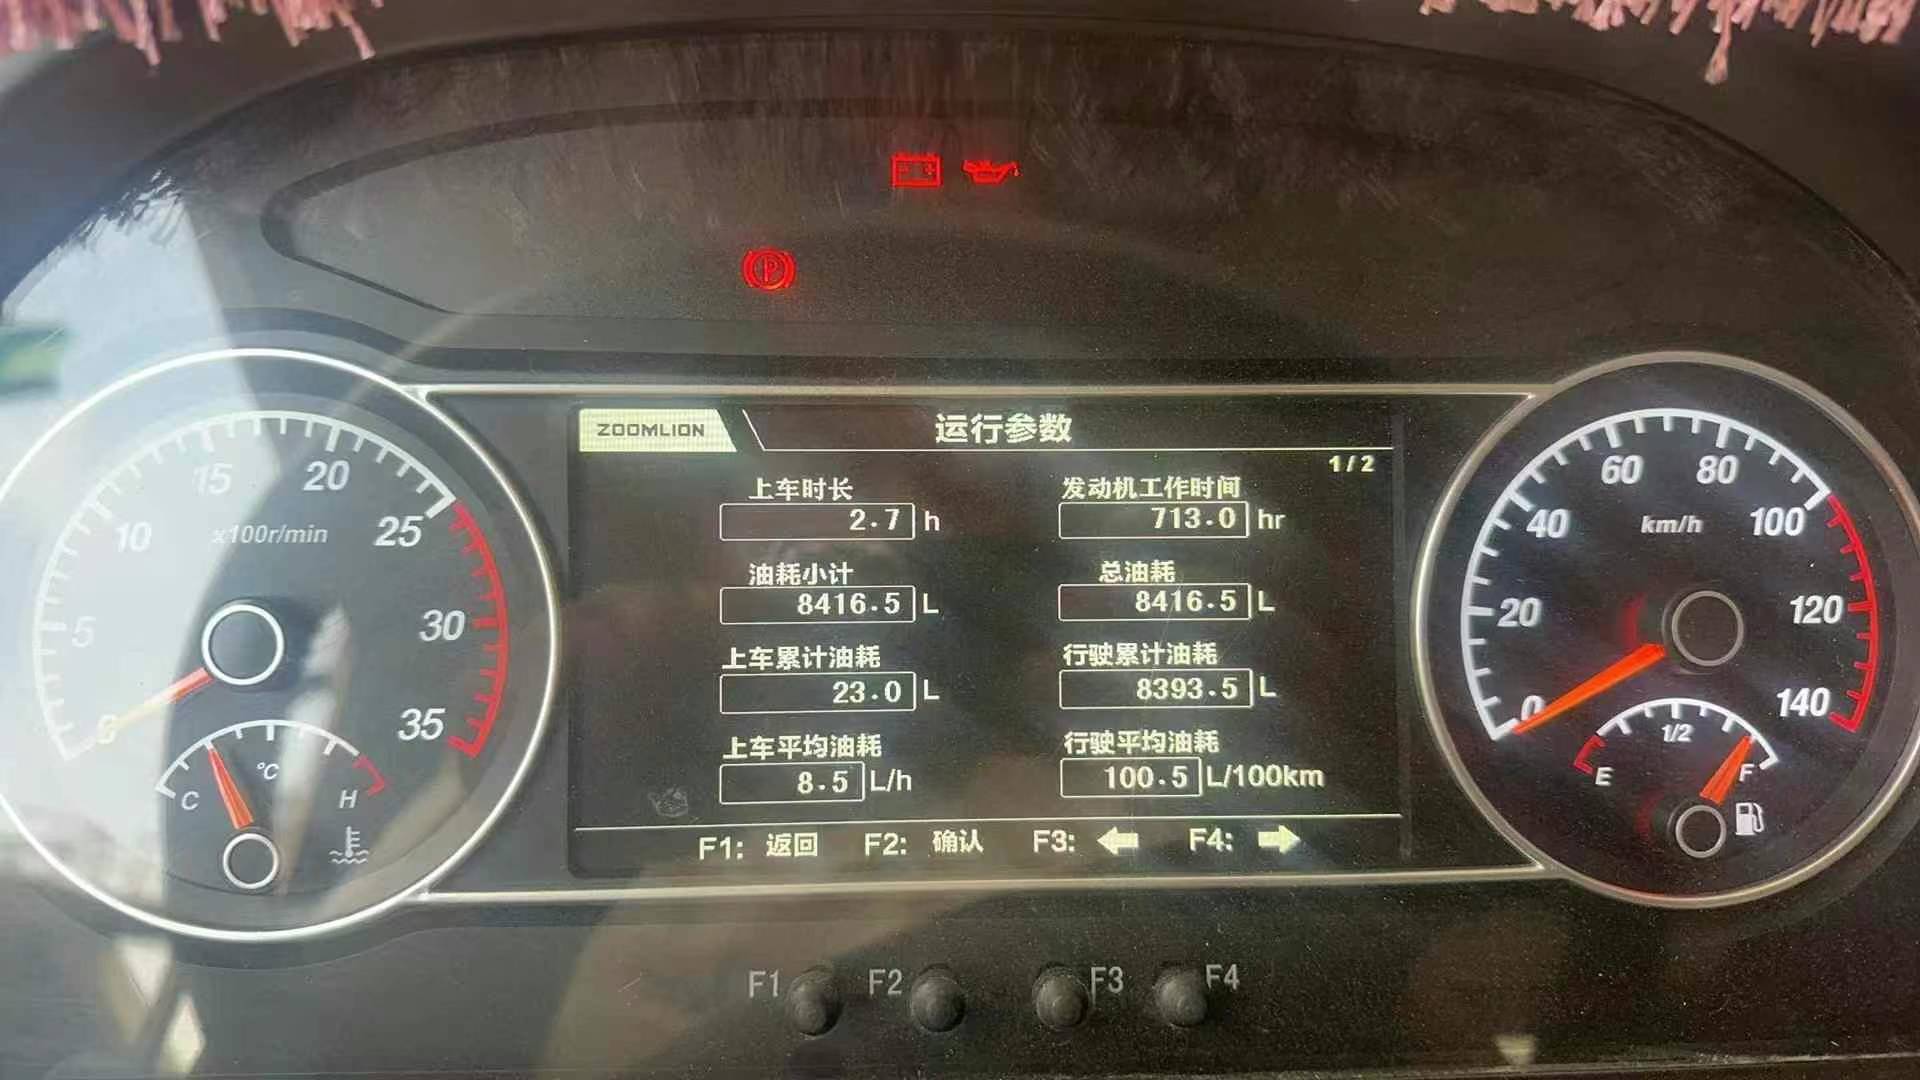 ZOOMLION 运行参数
1/2
上车时长 发动机工作时间
2.7 h 713.0 hr
油耗小计 总油耗
8416.5 L 8416.5 L
上车累计油耗 行驶累计油耗
23.0 L 8393.5 L
上车平均油耗 行驶平均油耗
8.5 L/h 100.5 L/100km
F1: 返回 F2: 确认 F3: F4:
0 5 10 15 20 25 30 35
x100r/min
C °C H
0 20 40 60 80 100 120 140
km/h
E 1/2 F
P
F1 F2 F3 F4